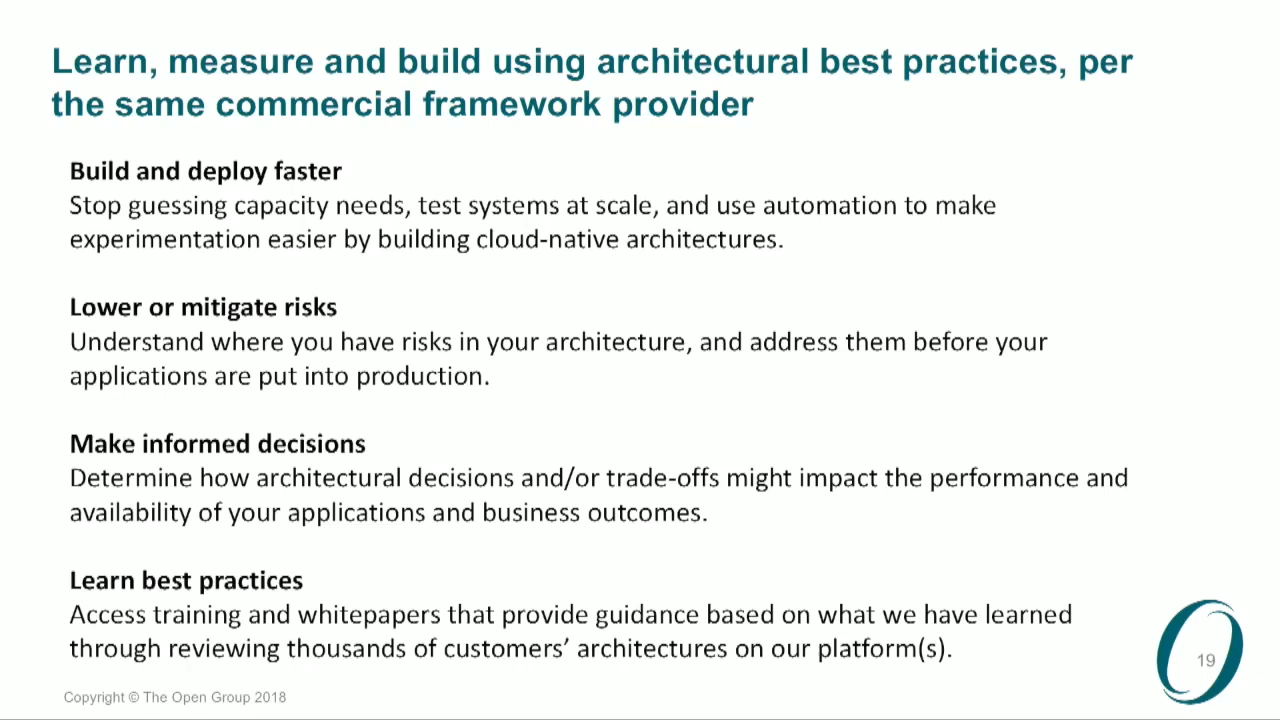 Learn, measure and build using architectural best practices, per
the same commercial framework provider
Build and deploy faster
Stop guessing capacity needs, test systems at scale, and use automation to make
experimentation easier by building cloud-native architectures.
Lower or mitigate risks
Understand where you have risks in your architecture, and address them before your
applications are put into production.
Make informed decisions
Determine how architectural decisions and/or trade-offs might impact the performance and
availability of your applications and business outcomes.
Learn best practices
Access training and whitepapers that provide guidance based on what we have learned
through reviewing thousands of customers’ architectures on our platform(s).
19
Copyright © The Open Group 2018